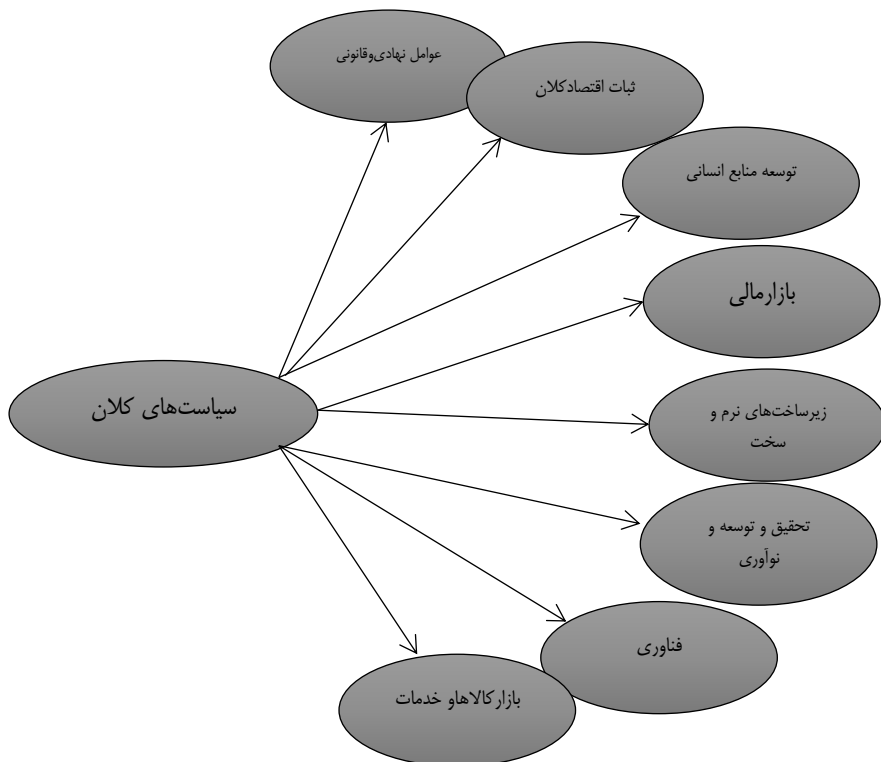 عوامل نهادی‌وقانونی
ثبات اقتصادکلان
توسعه منابع انسانی
بازارمالی
سیاست‌های کلان
زیرساخت‌های نرم و
سخت
تحقیق و توسعه و
نوآوری
فناوری
بازارکالاهاو خدمات